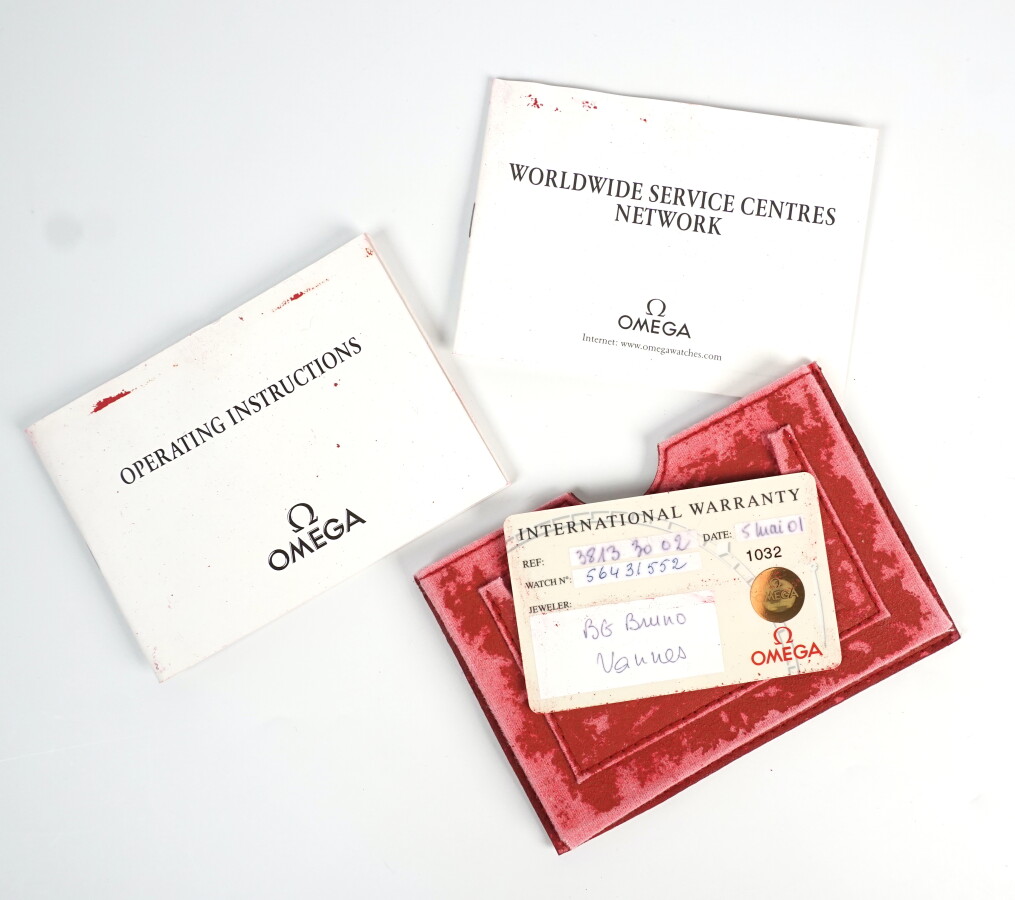 WORLDWIDE SERVICE CENTRES
NETWORK
Ω
OMEGA
Internet: www.omegawatches.com
OPERATING INSTRUCTIONS
Ω
OMEGA
INTERNATIONAL WARRANTY
REF: 3813 30 02 DATE: 5 Mai 01
WATCH N°: 56431552 1032
JEWELER:
BG Bruno
Vannes
Ω
OMEGA
Ω
OMEGA